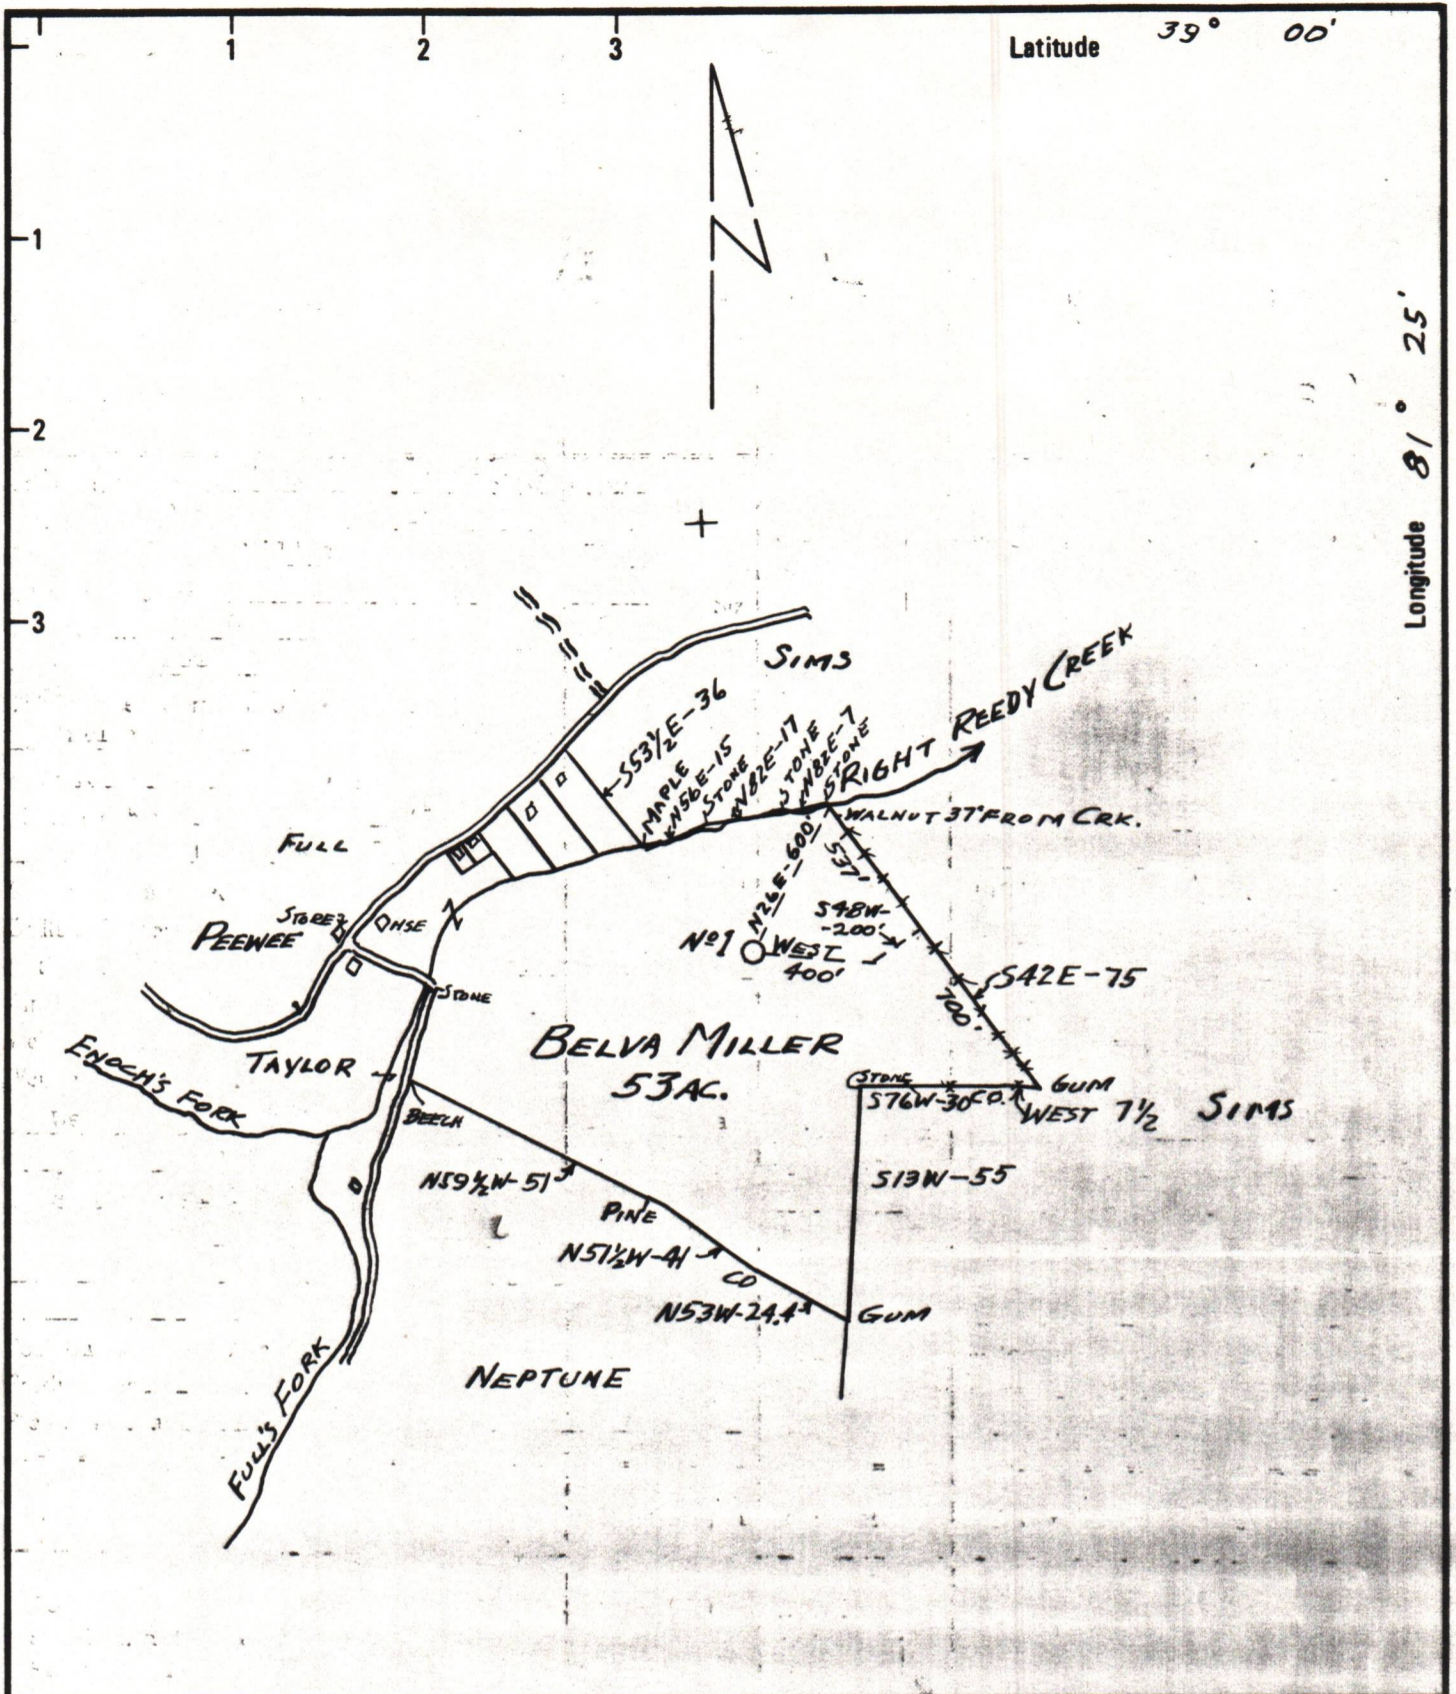 1 2 3
Latitude 39° 00'
1
2
3
Longitude 81° 25'
SIMS
RIGHT REEDY CREEK
S53½E-36
MAPLE
N56E-15
STONE
N82E-17
STONE
N82E-7
STONE
WALNUT 37' FROM CRK.
FULL
STORE
HSE
PEEWEE
N26E-600'
537'
S48W-
-200'
Nº1
WEST
400'
S42E-75
700'
STONE
BELVA MILLER
53AC.
TAYLOR
ENOCH'S FORK
BEECH
STONE
S76W-30
CO.
GUM
WEST 7½
SIMS
N59½W-51
S13W-55
PINE
N51½W-41
CO
N53W-24.4
GUM
NEPTUNE
FULL'S FORK